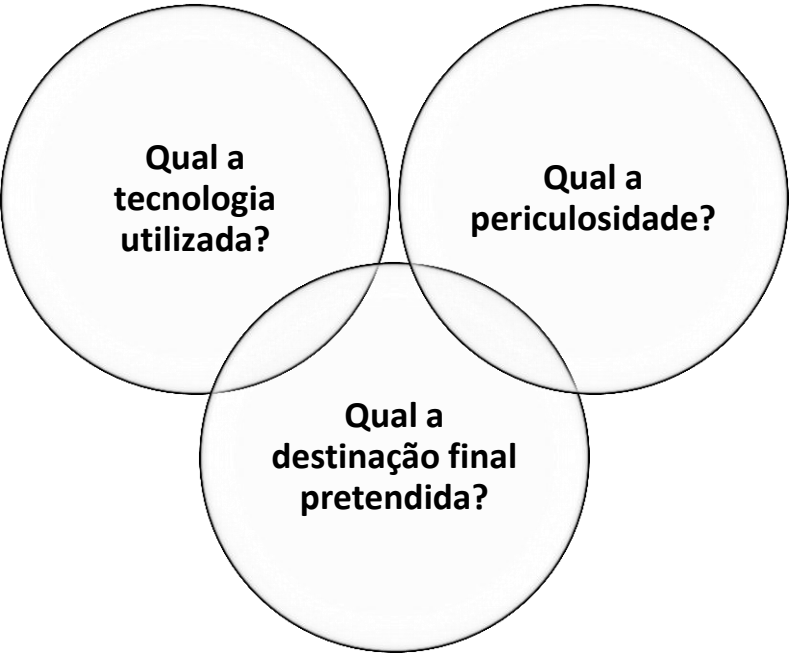 Qual a
tecnologia
utilizada?
Qual a
periculosidade?
Qual a
destinação final
pretendida?